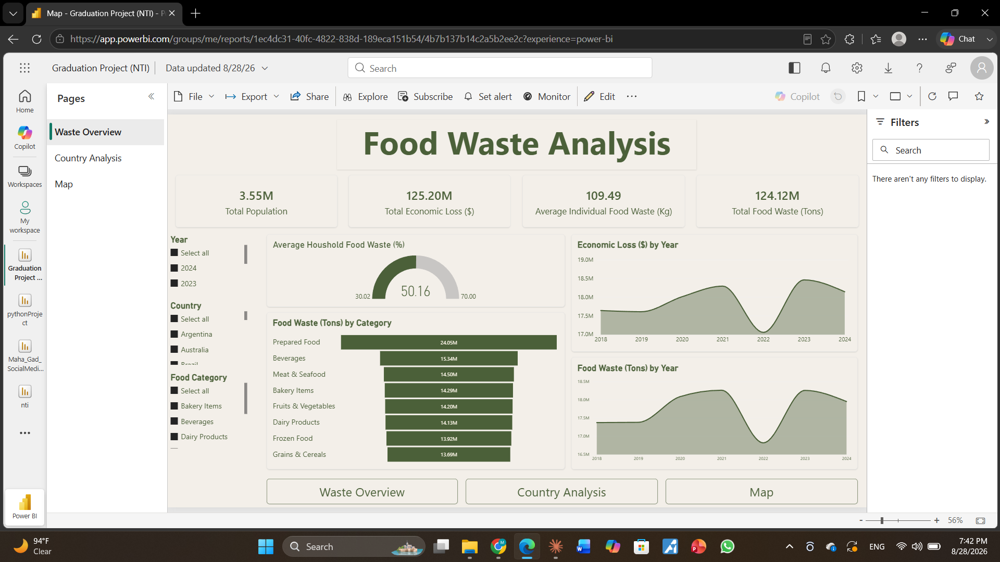 Map - Graduation Project (NTI) - P
https://app.powerbi.com/groups/me/reports/1ec4dc31-40fc-4822-838d-189eca151b54/4b7b137b14c2a5b2ee2c?experience=power-bi
Chat
Graduation Project (NTI)
Data updated 8/28/26
Search
Home
Copilot
Workspaces
My workspace
Graduation Project ...
pythonProje
ct
Maha_Gad_
SocialMedi...
nti
Power BI
Pages
Waste Overview
Country Analysis
Map
File
Export
Share
Explore
Subscribe
Set alert
Monitor
Edit
Copilot
Food Waste Analysis
3.55M
Total Population
125.20M
Total Economic Loss ($)
109.49
Average Individual Food Waste (Kg)
124.12M
Total Food Waste (Tons)
Year
Select all
2024
2023
Country
Select all
Argentina
Australia
Brazil
Food Category
Select all
Bakery Items
Beverages
Dairy Products
Average Houshold Food Waste (%)
50.16
30.02
70.00
Food Waste (Tons) by Category
Prepared Food 24.05M
Beverages 15.34M
Meat & Seafood 14.50M
Bakery Items 14.29M
Fruits & Vegetables 14.20M
Dairy Products 14.13M
Frozen Food 13.92M
Grains & Cereals 13.69M
Economic Loss ($) by Year
19.0M
18.5M
18.0M
17.5M
17.0M
2018 2019 2020 2021 2022 2023 2024
Food Waste (Tons) by Year
18.5M
18.0M
17.5M
17.0M
16.5M
2018 2019 2020 2021 2022 2023 2024
Waste Overview
Country Analysis
Map
Filters
Search
There aren't any filters to display.
56%
94°F
Clear
Search
ENG
7:42 PM
8/28/2026